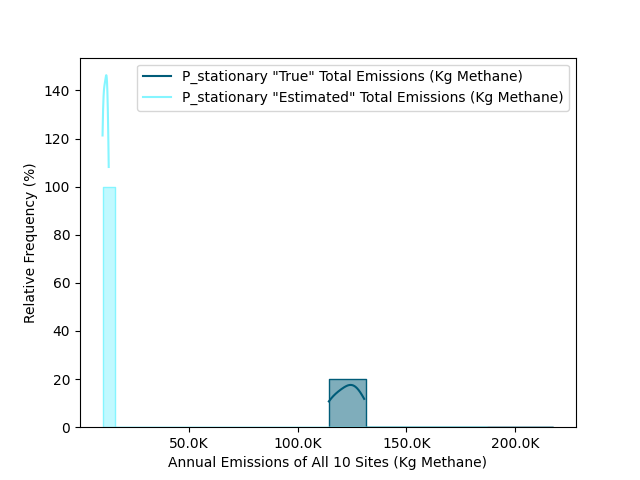 P_stationary "True" Total Emissions (Kg Methane)
P_stationary "Estimated" Total Emissions (Kg Methane)
140
120
100
80
60
40
20
0
Relative Frequency (%)
50.0K
100.0K
150.0K
200.0K
Annual Emissions of All 10 Sites (Kg Methane)